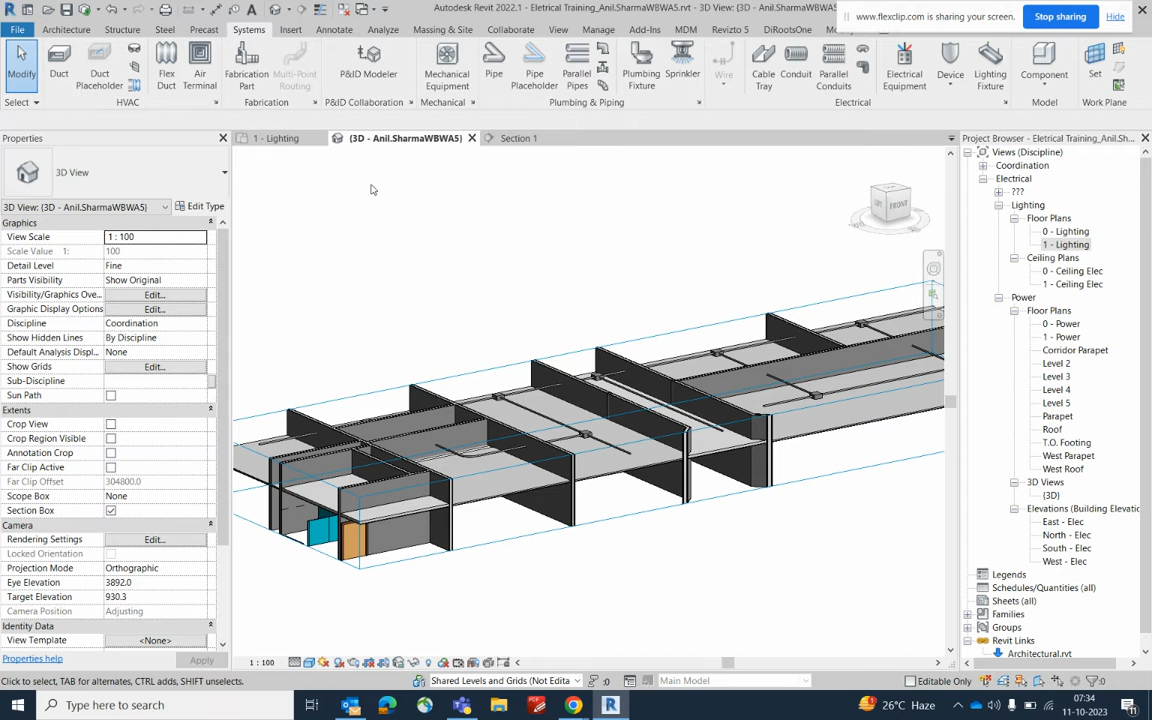 Autodesk Revit 2022.1 - Eletrical Training_Anil.SharmaWBWA5.rvt - 3D View: {3D - Anil.SharmaWBWA5}
www.flexclip.com is sharing your screen.
Stop sharing
Hide
File Architecture Structure Steel Precast Systems Insert Annotate Analyze Massing & Site Collaborate View Manage Add-Ins MDM Revizto 5 DiRootsOne
Modify Duct Duct Placeholder Flex Duct Air Terminal Fabrication Part Multi-Point Routing P&ID Modeler Mechanical Equipment Pipe Pipe Placeholder Parallel Pipes Plumbing Fixture Sprinkler Wire Cable Tray Conduit Parallel Conduits Electrical Equipment Device Lighting Fixture Component Set
Select HVAC Fabrication P&ID Collaboration Mechanical Plumbing & Piping Electrical Model Work Plane
Properties
1 - Lighting
{3D - Anil.SharmaWBWA5}
Section 1
3D View
3D View: {3D - Anil.SharmaWBWA5} Edit Type
Graphics
View Scale 1 : 100
Scale Value 1: 100
Detail Level Fine
Parts Visibility Show Original
Visibility/Graphics Ove... Edit...
Graphic Display Options Edit...
Discipline Coordination
Show Hidden Lines By Discipline
Default Analysis Displ... None
Show Grids Edit...
Sub-Discipline
Sun Path
Extents
Crop View
Crop Region Visible
Annotation Crop
Far Clip Active
Far Clip Offset 304800.0
Scope Box None
Section Box
Camera
Rendering Settings Edit...
Locked Orientation
Projection Mode Orthographic
Eye Elevation 3892.0
Target Elevation 930.3
Camera Position Adjusting
Identity Data
View Template <None>
Properties help
Apply
LEFT FRONT
Project Browser - Eletrical Training_Anil.Sh...
Views (Discipline)
Coordination
Electrical
???
Lighting
Floor Plans
0 - Lighting
1 - Lighting
Ceiling Plans
0 - Ceiling Elec
1 - Ceiling Elec
Power
Floor Plans
0 - Power
1 - Power
Corridor Parapet
Level 2
Level 3
Level 4
Level 5
Parapet
Roof
T.O. Footing
West Parapet
West Roof
3D Views
{3D}
Elevations (Building Elevatio
East - Elec
North - Elec
South - Elec
West - Elec
Legends
Schedules/Quantities (all)
Sheets (all)
Families
Groups
Revit Links
Architectural.rvt
1 : 100
Click to select, TAB for alternates, CTRL adds, SHIFT unselects.
Shared Levels and Grids (Not Edita
:0
Main Model
Editable Only
:0
Type here to search
26°C Haze
07:34
11-10-2023
11